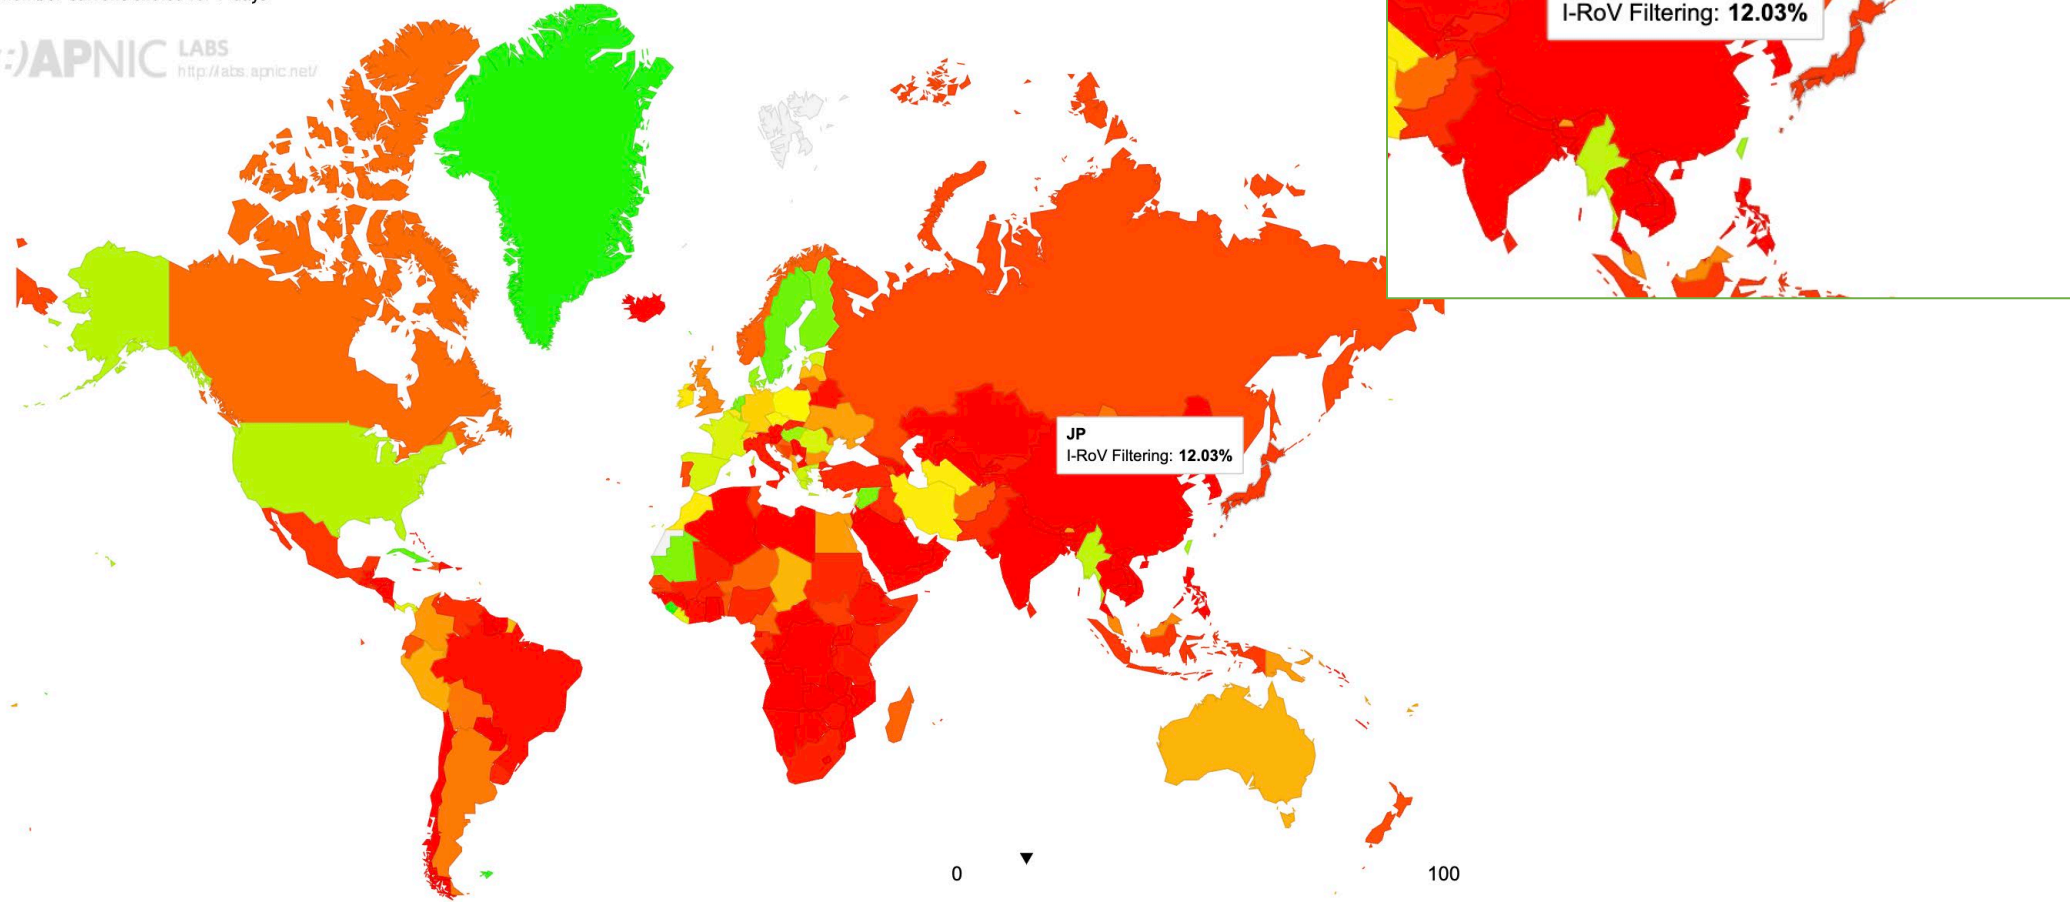 :::)APNIC LABS
http://labs.apnic.net/
I-RoV Filtering: 12.03%
JP
I-RoV Filtering: 12.03%
0 100